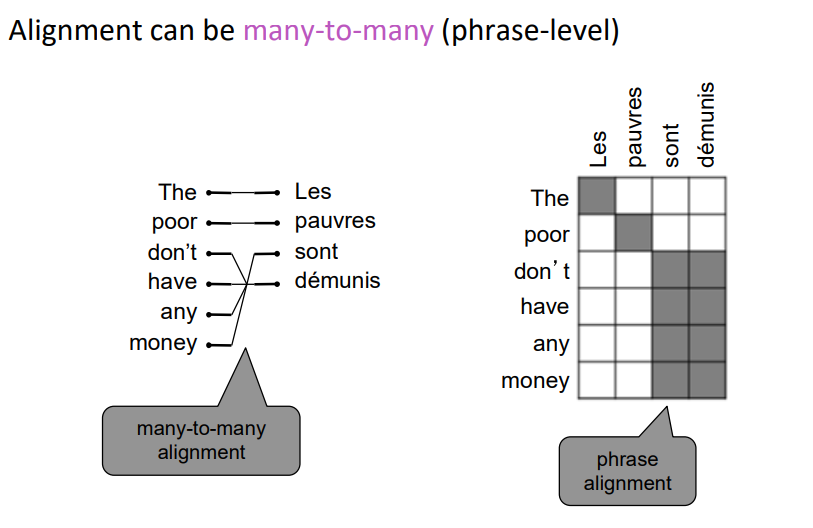 Alignment can be many-to-many (phrase-level)
The Les
poor pauvres
don't sont
have démunis
any
money
many-to-many
alignment
Les pauvres sont démunis
The
poor
don't
have
any
money
phrase
alignment